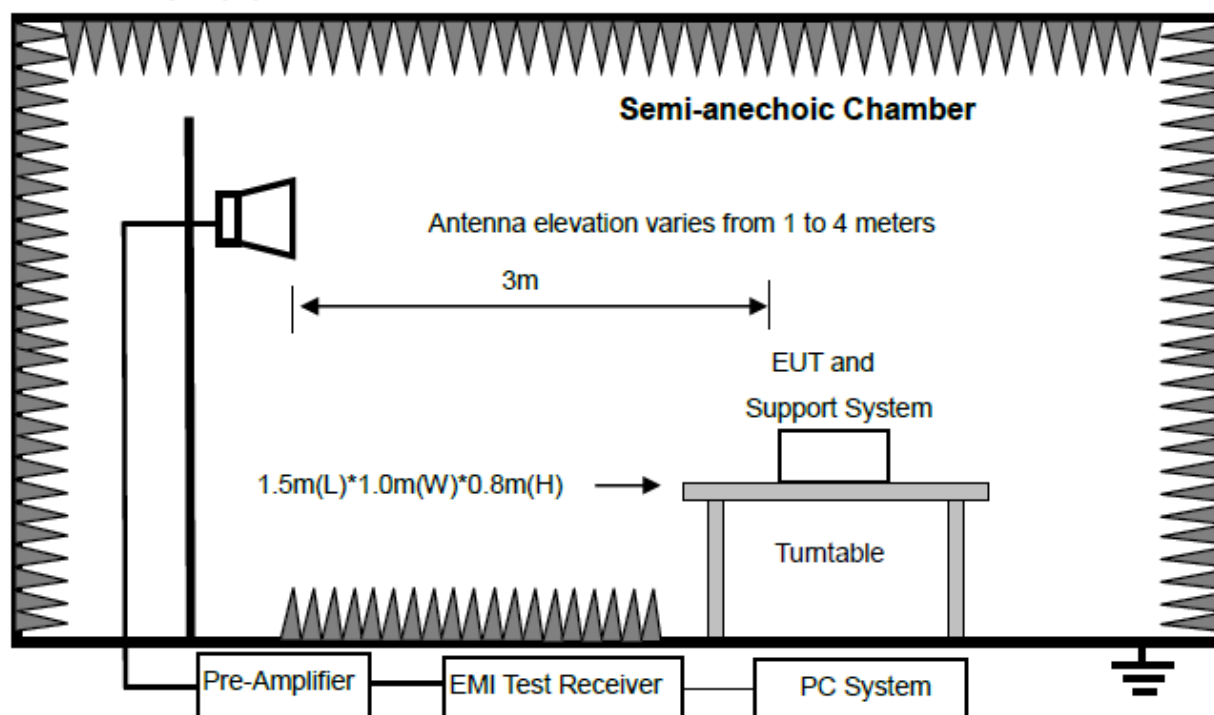 Semi-anechoic Chamber
Antenna elevation varies from 1 to 4 meters
3m
EUT and
Support System
1.5m(L)*1.0m(W)*0.8m(H)
Turntable
Pre-Amplifier
EMI Test Receiver
PC System